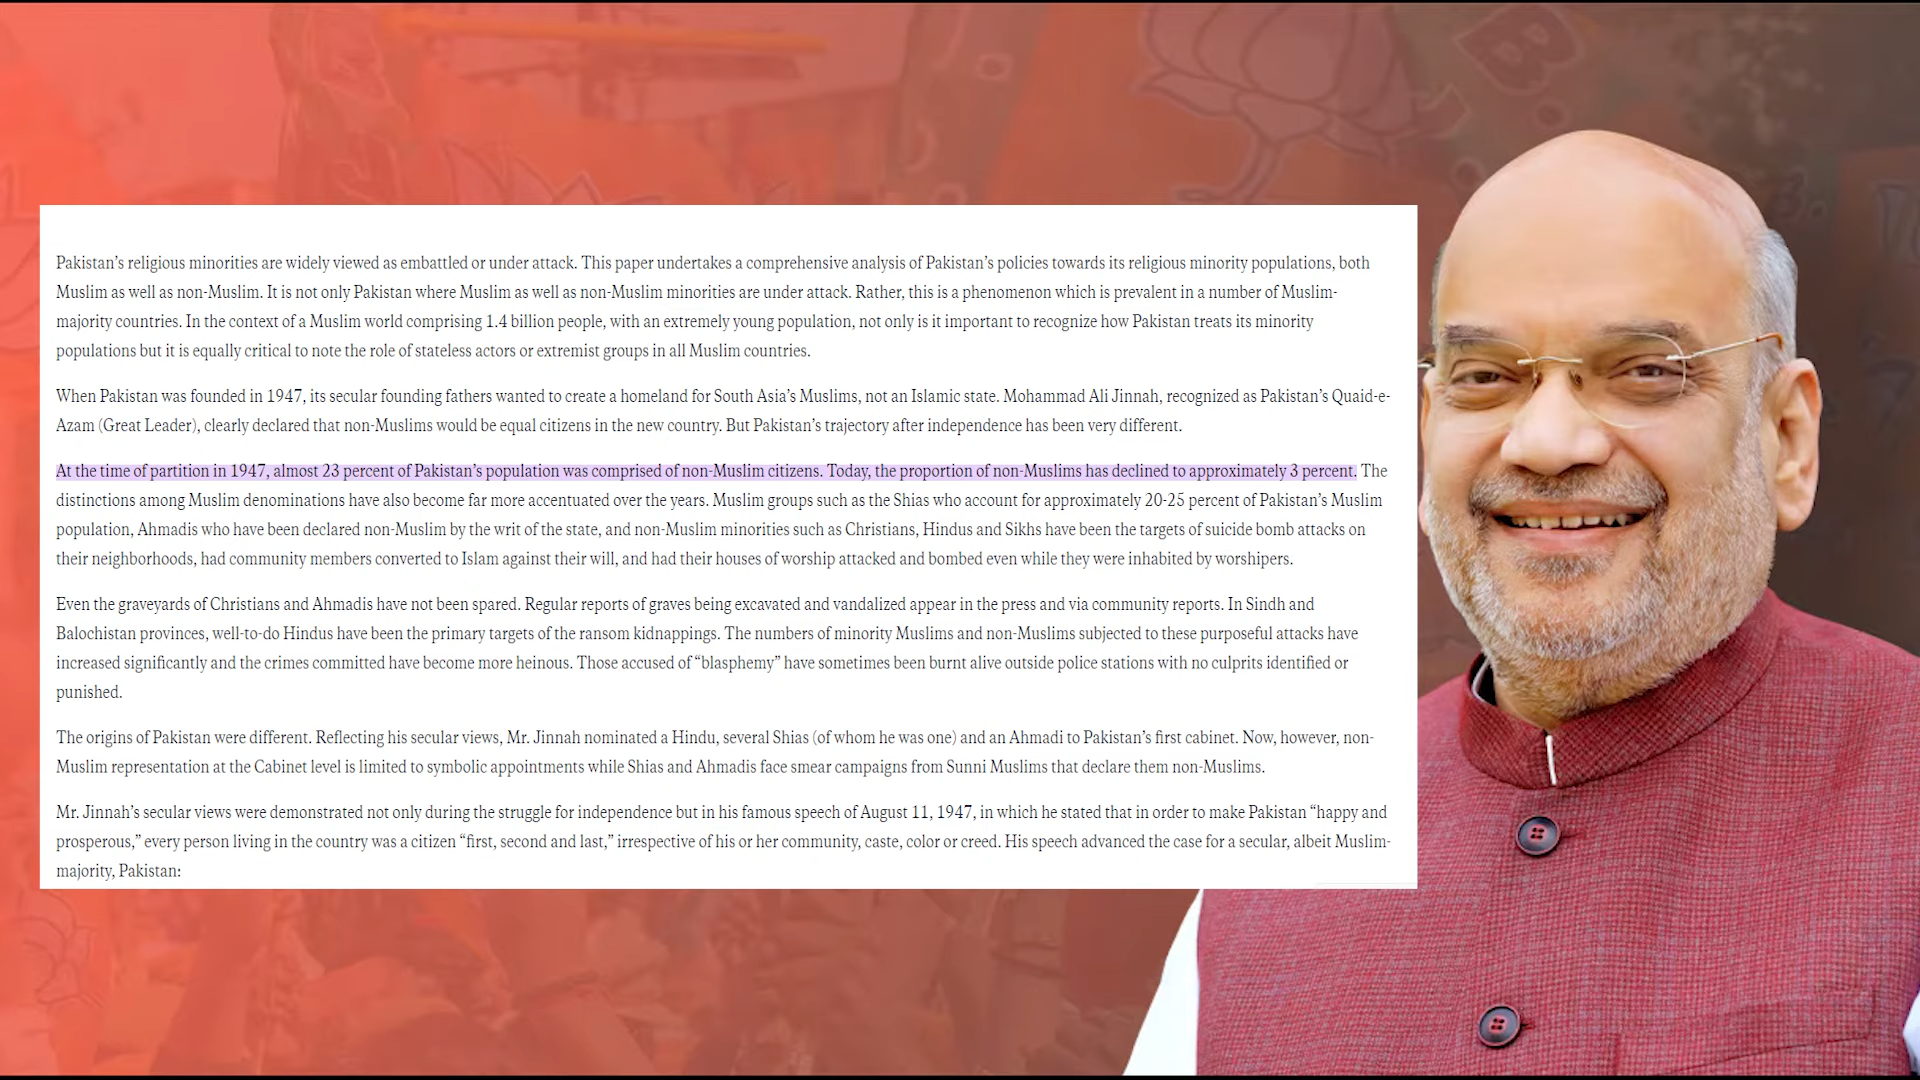 Pakistan’s religious minorities are widely viewed as embattled or under attack. This paper undertakes a comprehensive analysis of Pakistan’s policies towards its religious minority populations, both
Muslim as well as non-Muslim. It is not only Pakistan where Muslim as well as non-Muslim minorities are under attack. Rather, this is a phenomenon which is prevalent in a number of Muslim-
majority countries. In the context of a Muslim world comprising 1.4 billion people, with an extremely young population, not only is it important to recognize how Pakistan treats its minority
populations but it is equally critical to note the role of stateless actors or extremist groups in all Muslim countries.
When Pakistan was founded in 1947, its secular founding fathers wanted to create a homeland for South Asia’s Muslims, not an Islamic state. Mohammad Ali Jinnah, recognized as Pakistan’s Quaid-e-
Azam (Great Leader), clearly declared that non-Muslims would be equal citizens in the new country. But Pakistan’s trajectory after independence has been very different.
At the time of partition in 1947, almost 23 percent of Pakistan’s population was comprised of non-Muslim citizens. Today, the proportion of non-Muslims has declined to approximately 3 percent. The
distinctions among Muslim denominations have also become far more accentuated over the years. Muslim groups such as the Shias who account for approximately 20-25 percent of Pakistan’s Muslim
population, Ahmadis who have been declared non-Muslim by the writ of the state, and non-Muslim minorities such as Christians, Hindus and Sikhs have been the targets of suicide bomb attacks on
their neighborhoods, had community members converted to Islam against their will, and had their houses of worship attacked and bombed even while they were inhabited by worshipers.
Even the graveyards of Christians and Ahmadis have not been spared. Regular reports of graves being excavated and vandalized appear in the press and via community reports. In Sindh and
Balochistan provinces, well-to-do Hindus have been the primary targets of the ransom kidnappings. The numbers of minority Muslims and non-Muslims subjected to these purposeful attacks have
increased significantly and the crimes committed have become more heinous. Those accused of “blasphemy” have sometimes been burnt alive outside police stations with no culprits identified or
punished.
The origins of Pakistan were different. Reflecting his secular views, Mr. Jinnah nominated a Hindu, several Shias (of whom he was one) and an Ahmadi to Pakistan’s first cabinet. Now, however, non-
Muslim representation at the Cabinet level is limited to symbolic appointments while Shias and Ahmadis face smear campaigns from Sunni Muslims that declare them non-Muslims.
Mr. Jinnah’s secular views were demonstrated not only during the struggle for independence but in his famous speech of August 11, 1947, in which he stated that in order to make Pakistan “happy and
prosperous,” every person living in the country was a citizen “first, second and last,” irrespective of his or her community, caste, color or creed. His speech advanced the case for a secular, albeit Muslim-
majority, Pakistan: